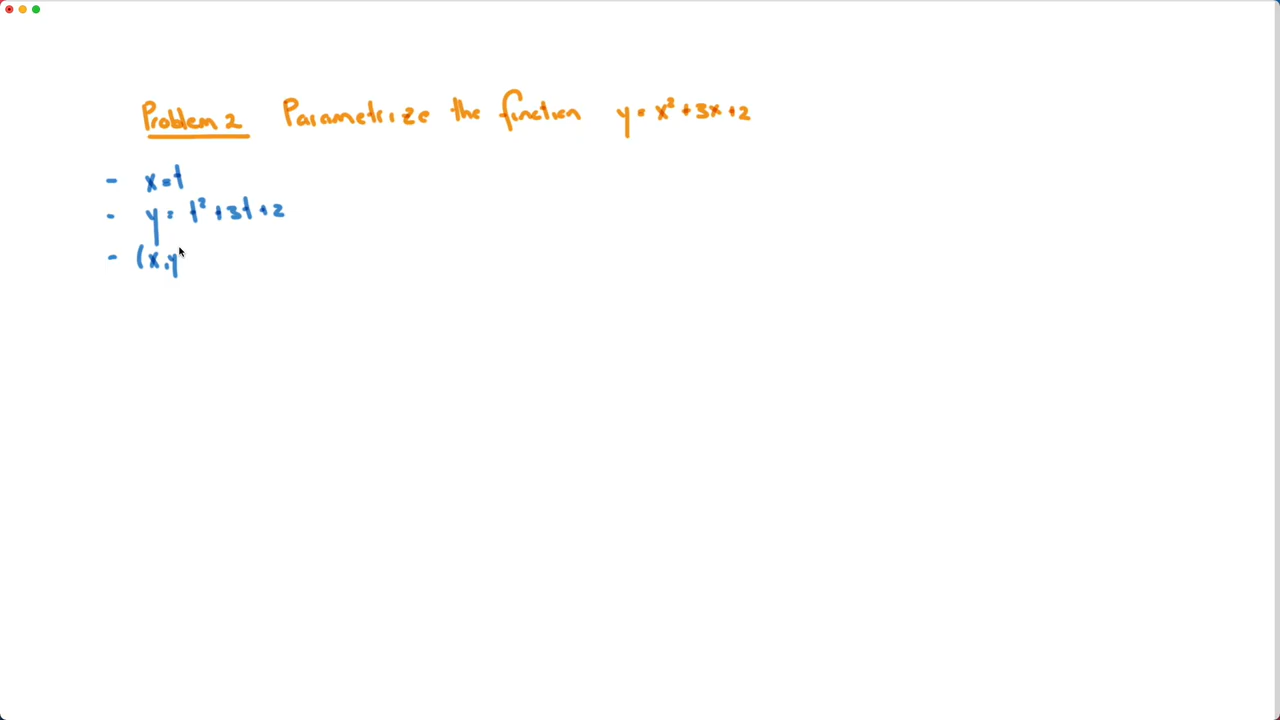 Problem 2 Parametrize the function y = x² + 3x + 2
- x = t
- y = t² + 3t + 2
- (x,y